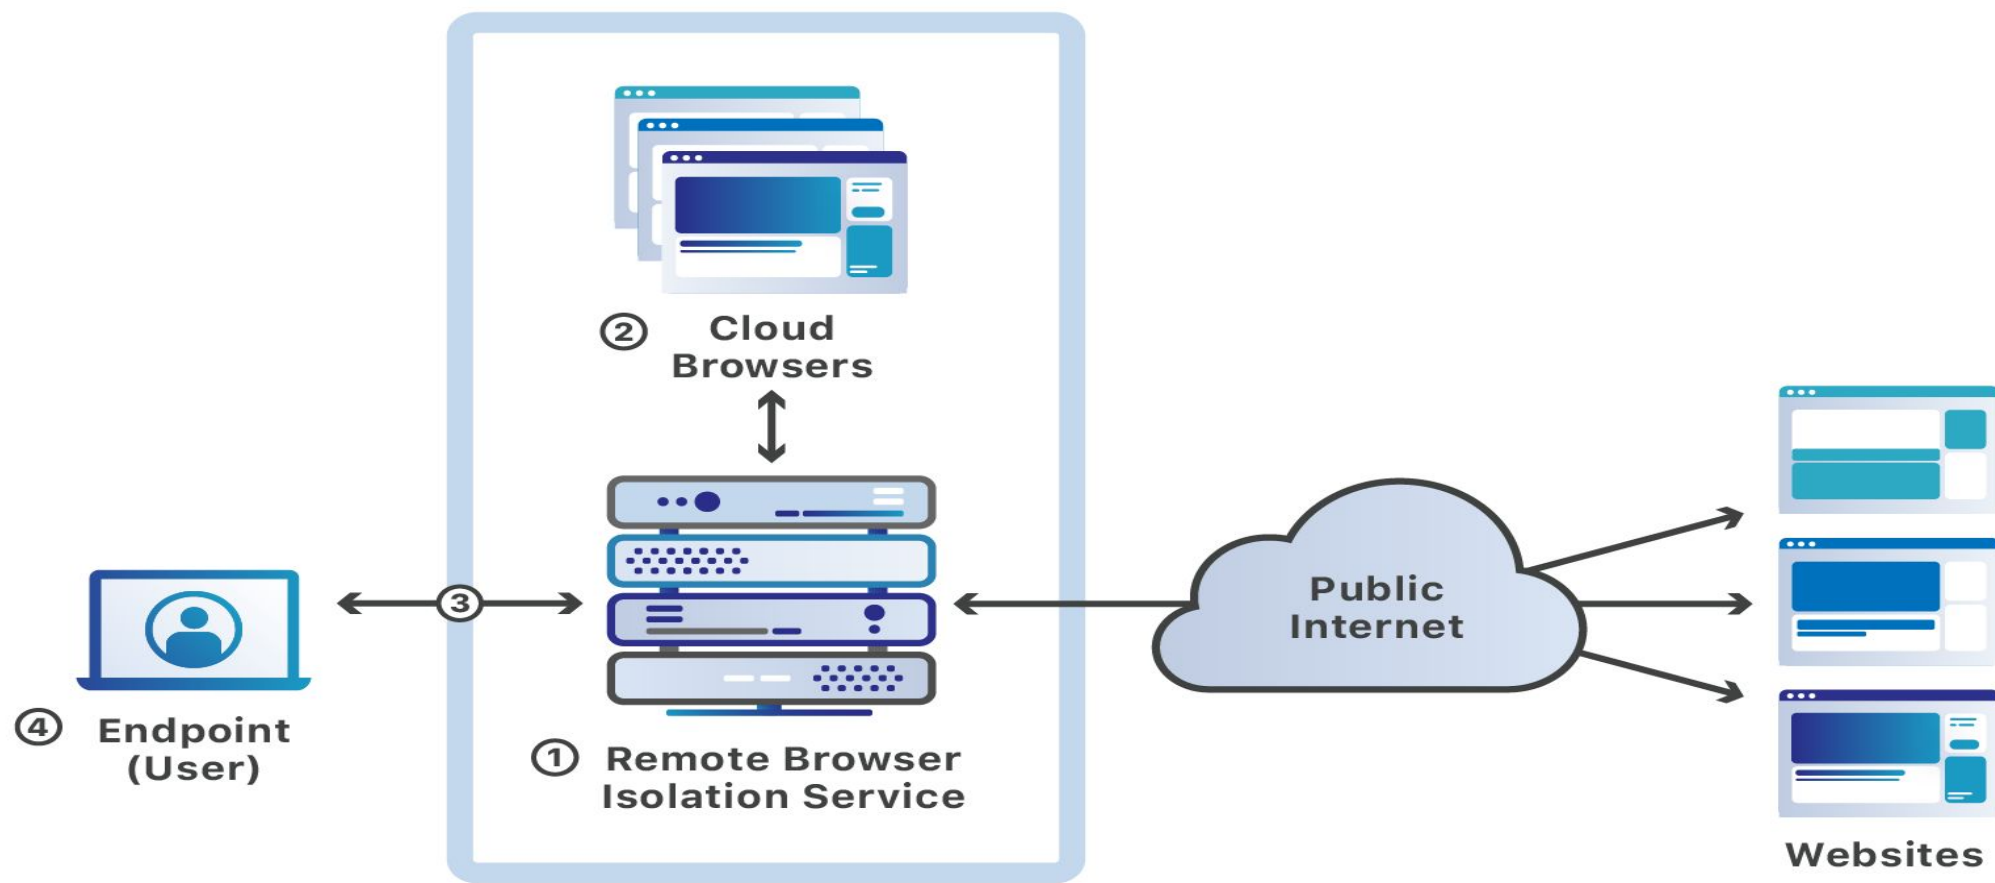 ② Cloud
Browsers
③
Public
Internet
④ Endpoint
(User)
① Remote Browser
Isolation Service
Websites